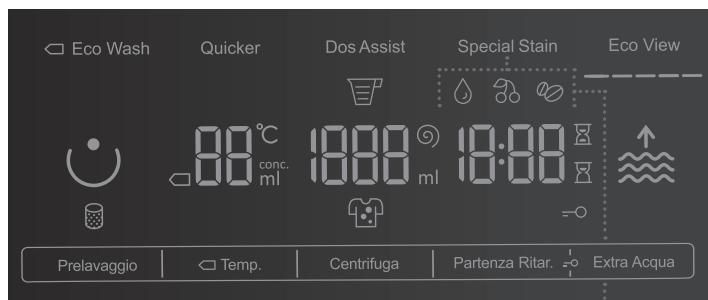 Eco Wash Quicker Dos Assist Special Stain Eco View
88 °C 1888 18:88
conc.
ml ml
Prelavaggio Temp. Centrifuga Partenza Ritar. Extra Acqua